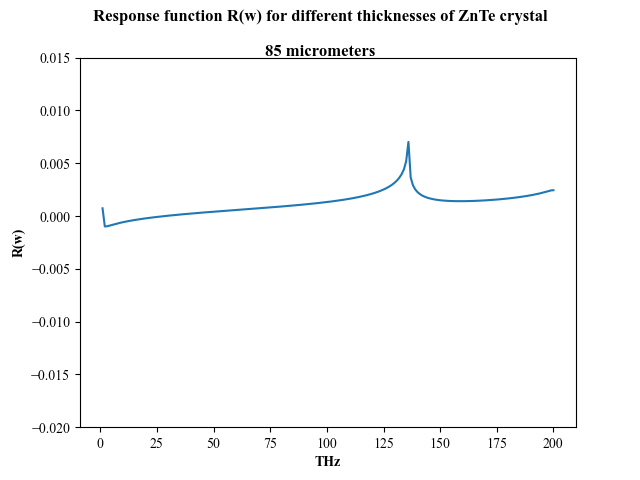 Response function R(w) for different thicknesses of ZnTe crystal
85 micrometers
0.015
0.010
0.005
0.000
−0.005
−0.010
−0.015
−0.020
R(w)
0 25 50 75 100 125 150 175 200
THz